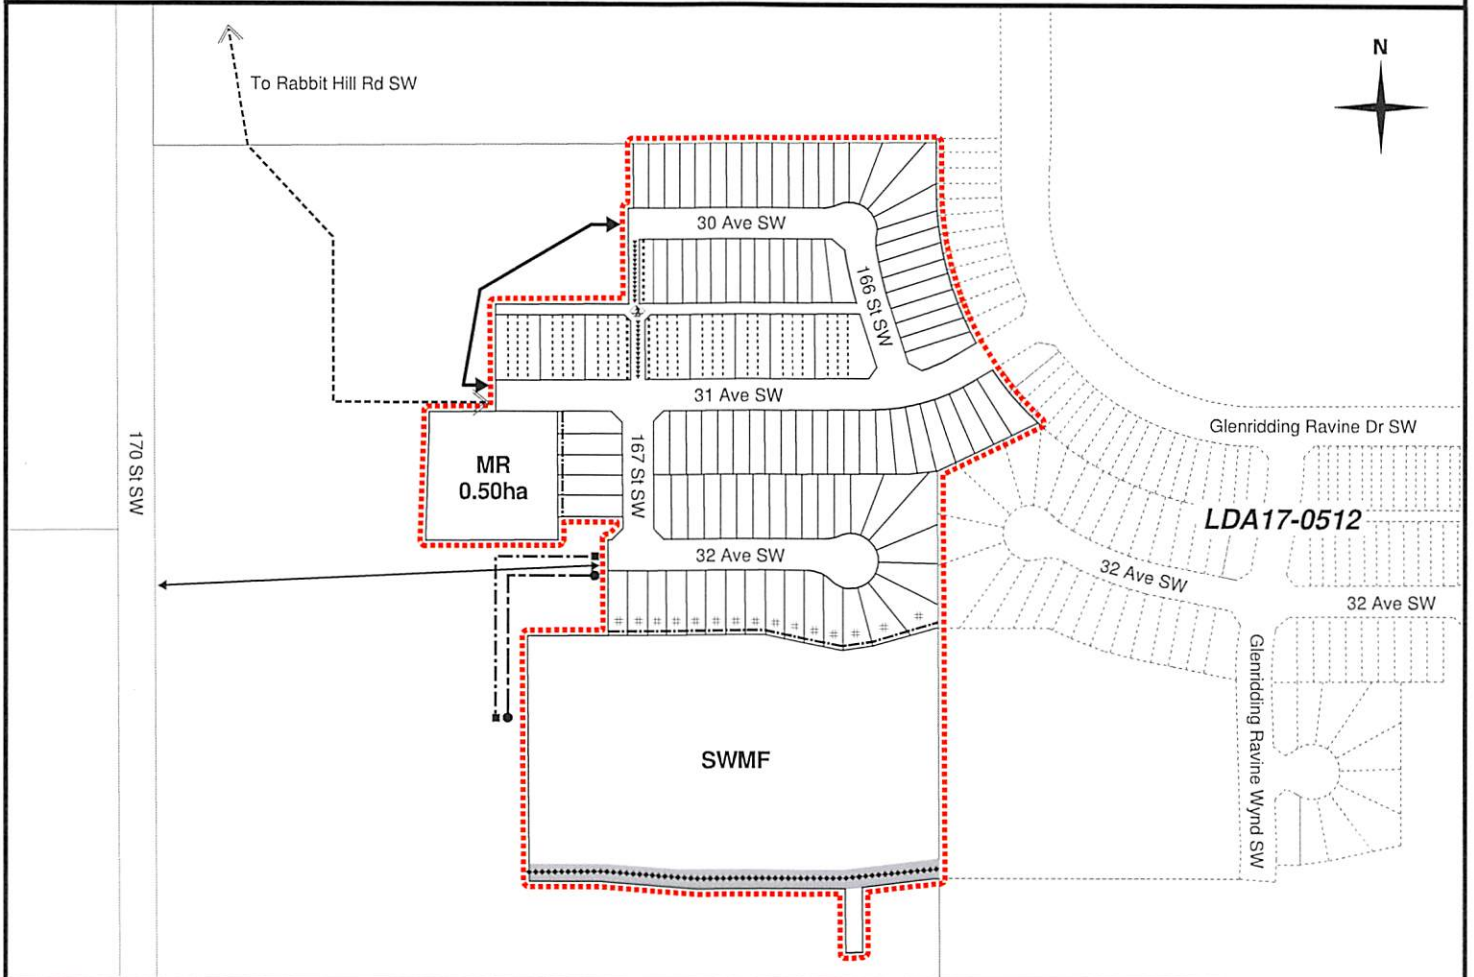 N
To Rabbit Hill Rd SW
30 Ave SW
166 St SW
31 Ave SW
Glenridding Ravine Dr SW
170 St SW
MR
0.50ha
167 St SW
LDA17-0512
32 Ave SW
32 Ave SW
32 Ave SW
# # # # # # # # # # # # # # # #
Glenridding Ravine Wynd SW
SWMF